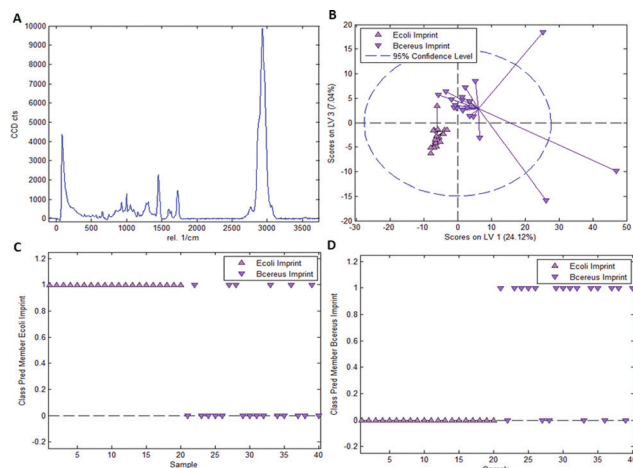 A
10000
9000
8000
7000
6000
5000
4000
3000
2000
1000
0
CCD cts
0 500 1000 1500 2000 2500 3000 3500
rel. 1/cm
B
Ecoli Imprint
Bcereus Imprint
95% Confidence Level
20
15
10
5
0
-5
-10
-15
-20
Scores on LV 3 (7.04%)
-30 -20 -10 0 10 20 30 40 50
Scores on LV 1 (24.12%)
C
Ecoli Imprint
Bcereus Imprint
1.2
1
0.8
0.6
0.4
0.2
0
-0.2
Class Pred Member Ecoli Imprint
5 10 15 20 25 30 35 40
Sample
D
Ecoli Imprint
Bcereus Imprint
1.2
1
0.8
0.6
0.4
0.2
0
-0.2
Class Pred Member Bcereus Imprint
5 10 15 20 25 30 35 40